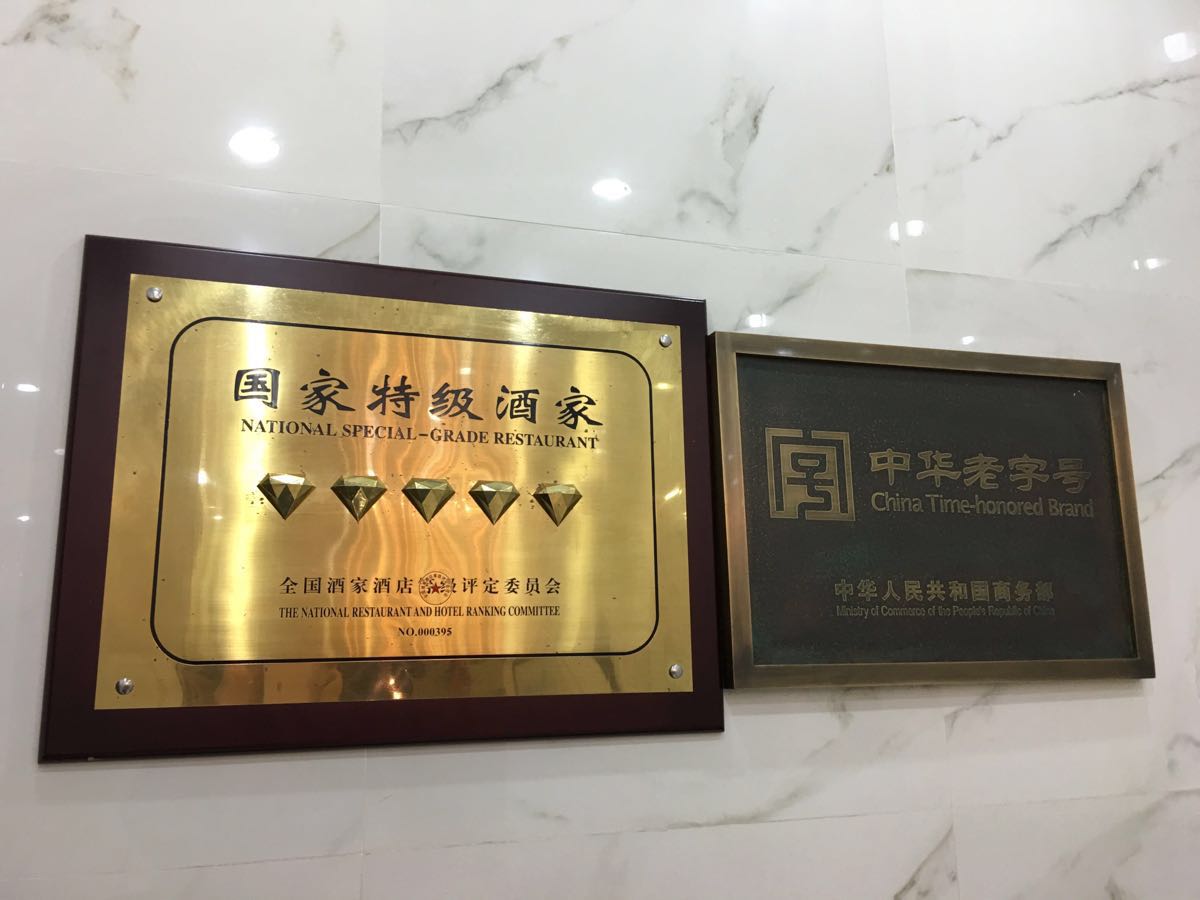 国家特级酒家
NATIONAL SPECIAL-GRADE RESTAURANT
全国酒家酒店等级评定委员会
THE NATIONAL RESTAURANT AND HOTEL RANKING COMMITTEE
NO.000395
中华老字号
China Time-honored Brand
中华人民共和国商务部
Ministry of Commerce of the People's Republic of China